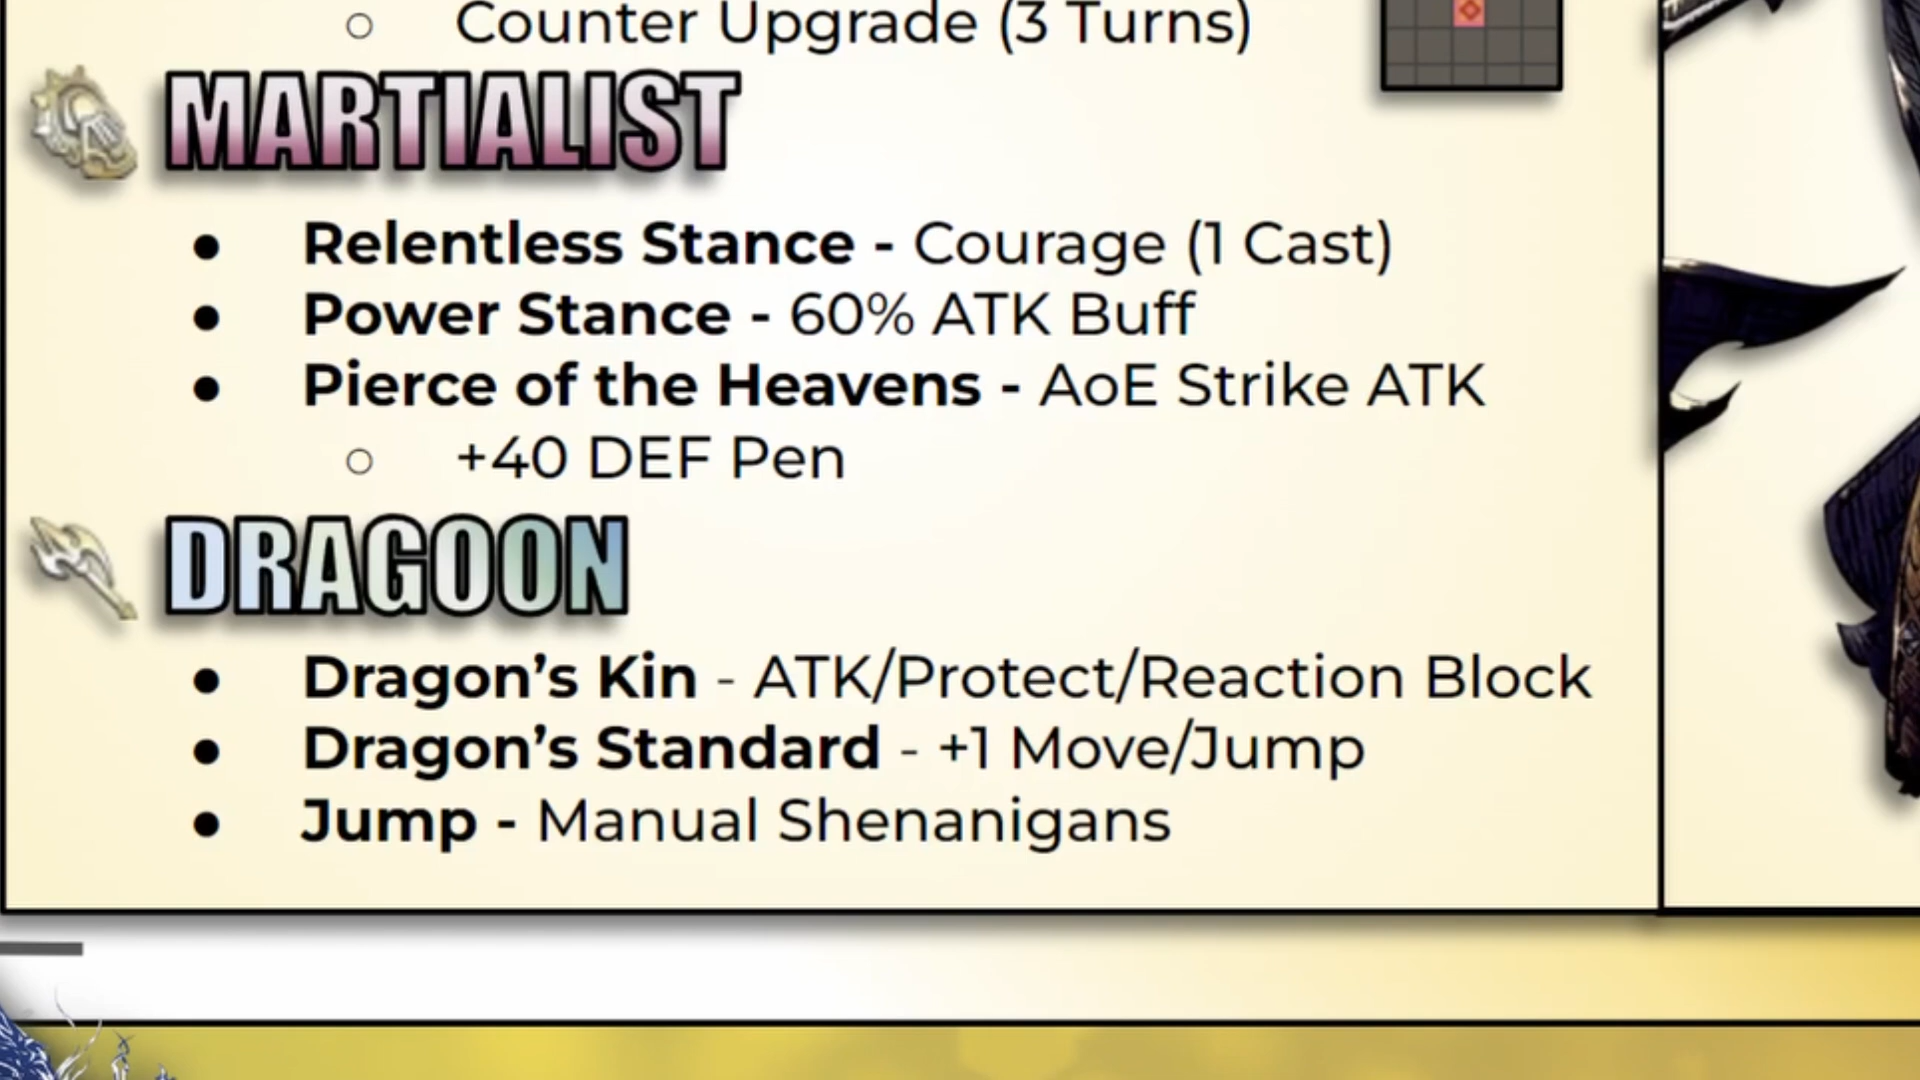 Counter Upgrade (3 Turns)
MARTIALIST
Relentless Stance - Courage (1 Cast)
Power Stance - 60% ATK Buff
Pierce of the Heavens - AoE Strike ATK
+40 DEF Pen
DRAGOON
Dragon’s Kin - ATK/Protect/Reaction Block
Dragon’s Standard - +1 Move/Jump
Jump - Manual Shenanigans